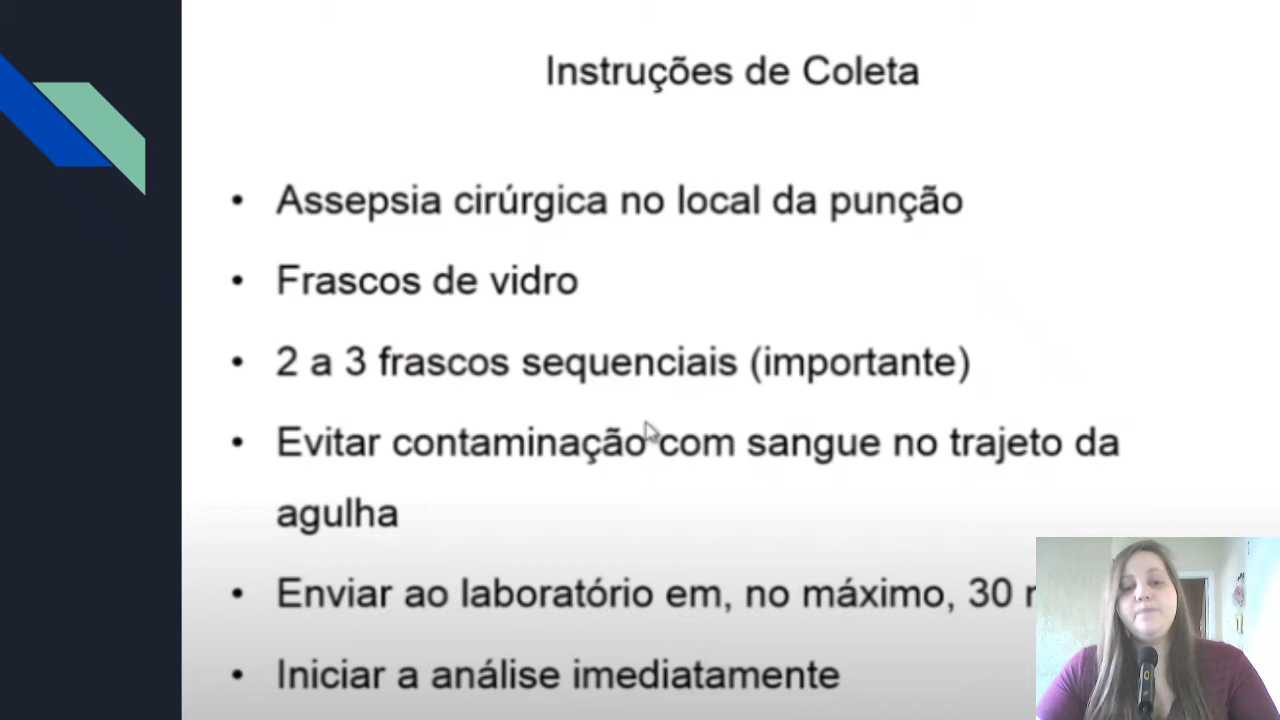 Instruções de Coleta
• Assepsia cirúrgica no local da punção
• Frascos de vidro
• 2 a 3 frascos sequenciais (importante)
• Evitar contaminação com sangue no trajeto da
agulha
• Enviar ao laboratório em, no máximo, 30
• Iniciar a análise imediatamente